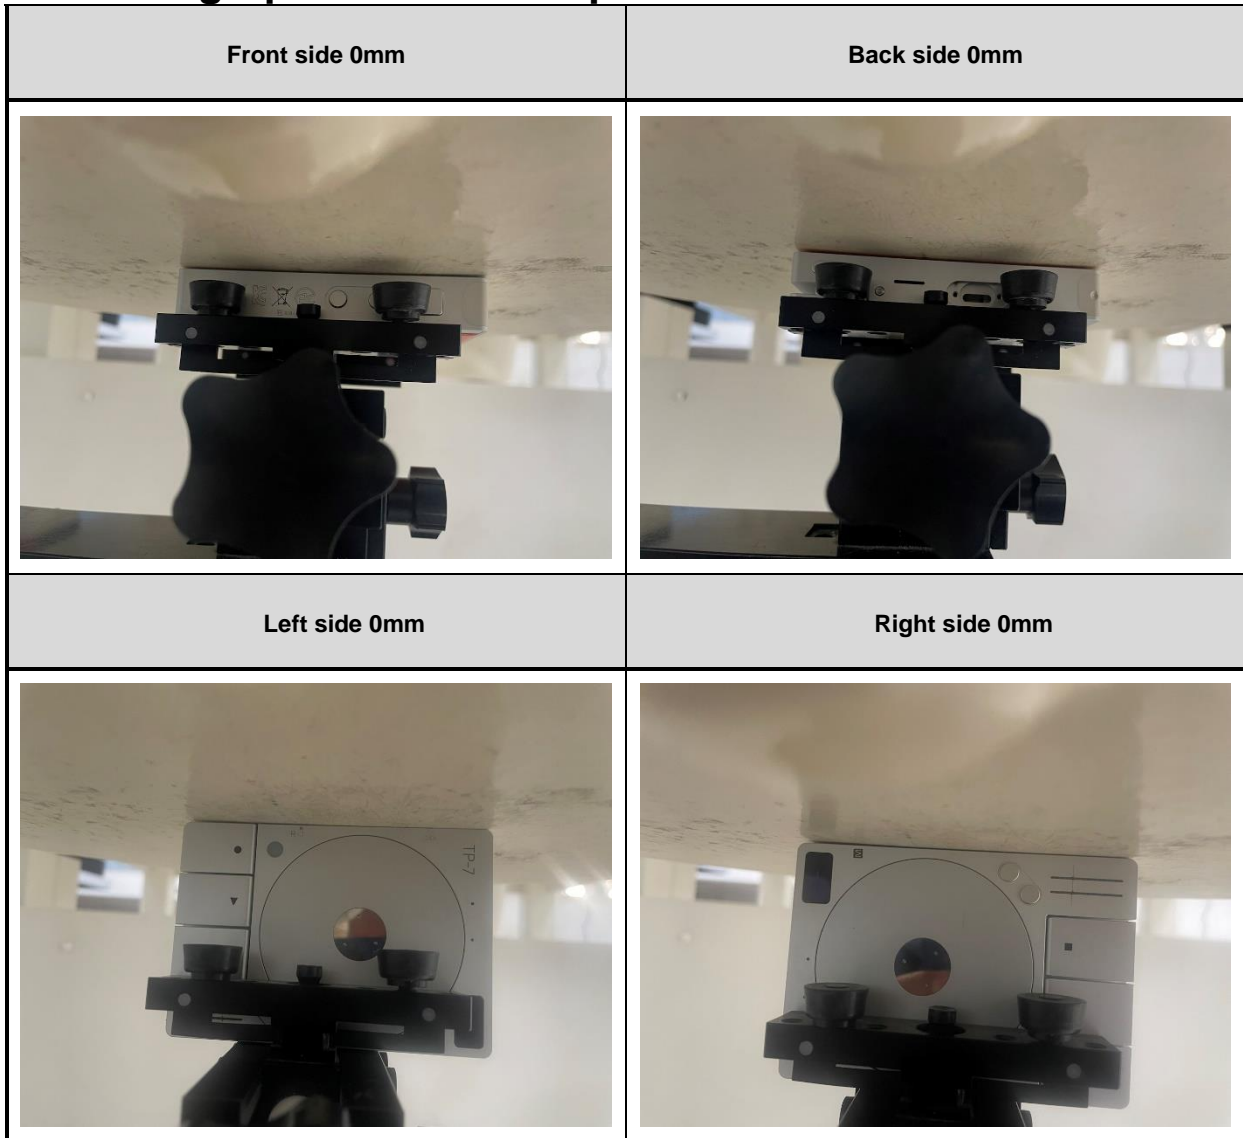 Front side 0mm
Back side 0mm
Left side 0mm
Right side 0mm
TP-7